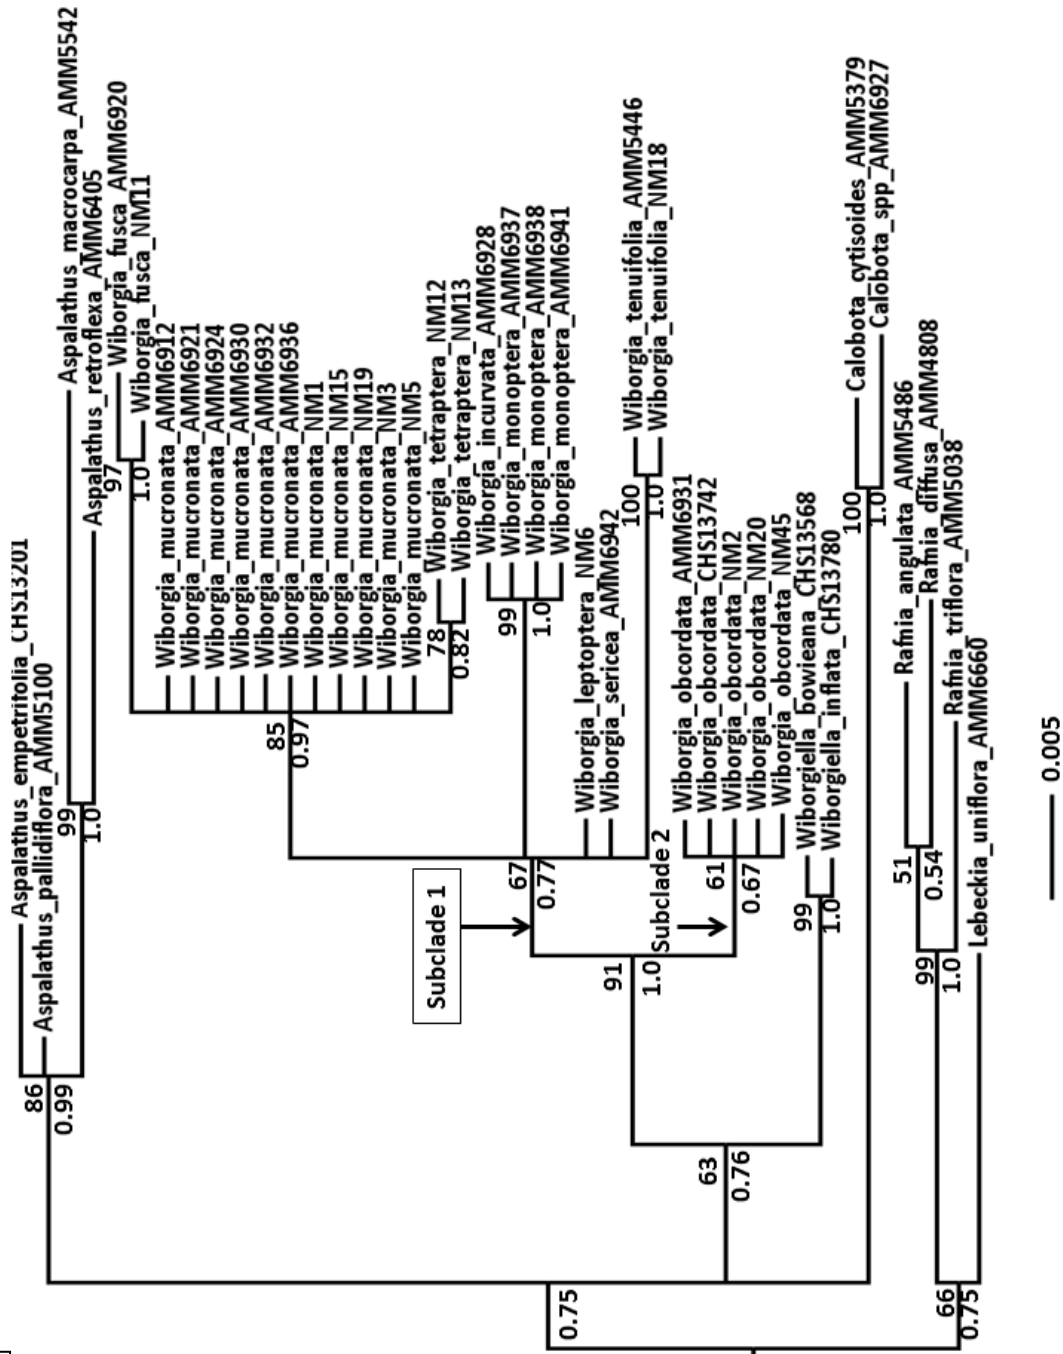 Aspalathus_empetrifolia_CHS13201
Aspalathus_pallidiflora_AMM5100
86
0.99
Aspalathus_macrocarpa_AMM5542
Aspalathus_retroflexa_AMM6405
99
1.0
Wiborgia_fusca_AMM6920
Wiborgia_fusca_NM11
97
1.0
Wiborgia_mucronata_AMM6912
Wiborgia_mucronata_AMM6921
Wiborgia_mucronata_AMM6924
Wiborgia_mucronata_AMM6930
Wiborgia_mucronata_AMM6932
Wiborgia_mucronata_AMM6936
Wiborgia_mucronata_NM1
Wiborgia_mucronata_NM15
Wiborgia_mucronata_NM19
Wiborgia_mucronata_NM3
Wiborgia_mucronata_NM5
85
0.97
Wiborgia_tetraptera_NM12
Wiborgia_tetraptera_NM13
78
0.82
Wiborgia_incurvata_AMM6928
Wiborgia_monoptera_AMM6937
Wiborgia_monoptera_AMM6938
Wiborgia_monoptera_AMM6941
99
1.0
Wiborgia_leptoptera_NM6
Wiborgia_sericea_AMM6942
Wiborgia_tenuifolia_AMM5446
Wiborgia_tenuifolia_NM18
100
1.0
Subclade 1
67
0.77
Subclade 2
Wiborgia_obcordata_AMM6931
Wiborgia_obcordata_CHS13742
Wiborgia_obcordata_NM2
Wiborgia_obcordata_NM20
Wiborgia_obcordata_NM45
61
0.67
91
1.0
Wiborgiella_bowieana_CHS13568
Wiborgiella_inflata_CHS13780
99
1.0
63
0.76
Calobota_cytisoides_AMM5379
Calobota_spp_AMM6927
100
1.0
0.75
Rafnia_angulata_AMM5486
Rafnia_diffusa_AMM4808
51
0.54
Rafnia_triflora_AMM5038
99
1.0
Lebeckia_uniflora_AMM6660
66
0.75
0.005